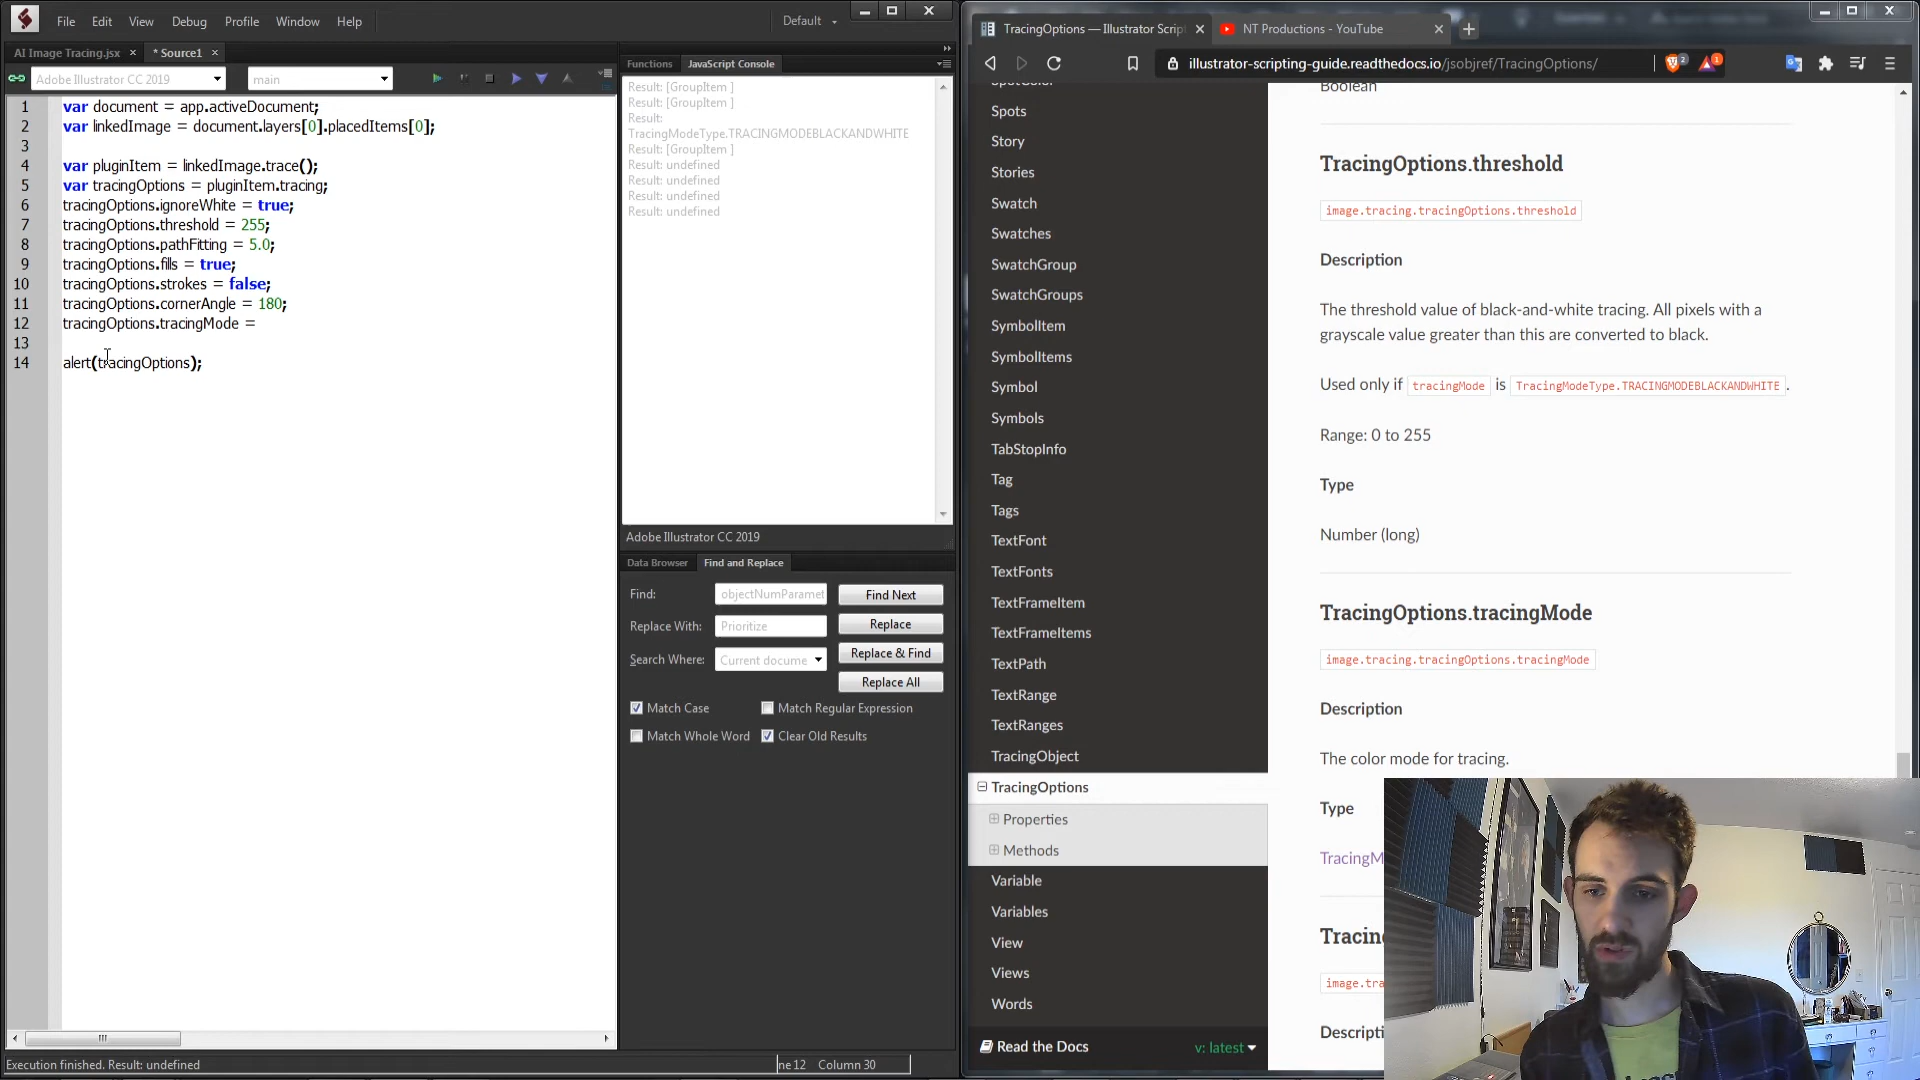 File Edit View Debug Profile Window Help
Default
AI Image Tracing.jsx
* Source1
Adobe Illustrator CC 2019
main
1 var document = app.activeDocument;
2 var linkedImage = document.layers[0].placedItems[0];
3
4 var pluginItem = linkedImage.trace();
5 var tracingOptions = pluginItem.tracing;
6 tracingOptions.ignoreWhite = true;
7 tracingOptions.threshold = 255;
8 tracingOptions.pathFitting = 5.0;
9 tracingOptions.fills = true;
10 tracingOptions.strokes = false;
11 tracingOptions.cornerAngle = 180;
12 tracingOptions.tracingMode =
13
14 alert(tracingOptions);
Execution finished. Result: undefined
ne 12 Column 30
Functions JavaScript Console
Result: [GroupItem ]
Result: [GroupItem ]
Result:
TracingModeType.TRACINGMODEBLACKANDWHITE
Result: [GroupItem ]
Result: undefined
Result: undefined
Result: undefined
Result: undefined
Adobe Illustrator CC 2019
Data Browser Find and Replace
Find: objectNumParamet Find Next
Replace With: Prioritize Replace
Search Where: Current docume Replace & Find
Replace All
Match Case Match Regular Expression
Match Whole Word Clear Old Results
TracingOptions — Illustrator Script
NT Productions - YouTube
illustrator-scripting-guide.readthedocs.io/jsobjref/TracingOptions/
2
1
SpotColor
Spots
Story
Stories
Swatch
Swatches
SwatchGroup
SwatchGroups
SymbolItem
SymbolItems
Symbol
Symbols
TabStopInfo
Tag
Tags
TextFont
TextFonts
TextFrameItem
TextFrameItems
TextPath
TextRange
TextRanges
TracingObject
TracingOptions
Properties
Methods
Variable
Variables
View
Views
Words
Read the Docs v: latest
Boolean
TracingOptions.threshold
image.tracing.tracingOptions.threshold
Description
The threshold value of black-and-white tracing. All pixels with a
grayscale value greater than this are converted to black.
Used only if tracingMode is TracingModeType.TRACINGMODEBLACKANDWHITE .
Range: 0 to 255
Type
Number (long)
TracingOptions.tracingMode
image.tracing.tracingOptions.tracingMode
Description
The color mode for tracing.
Type
TracingM
Tracing
image.tra
Descripti